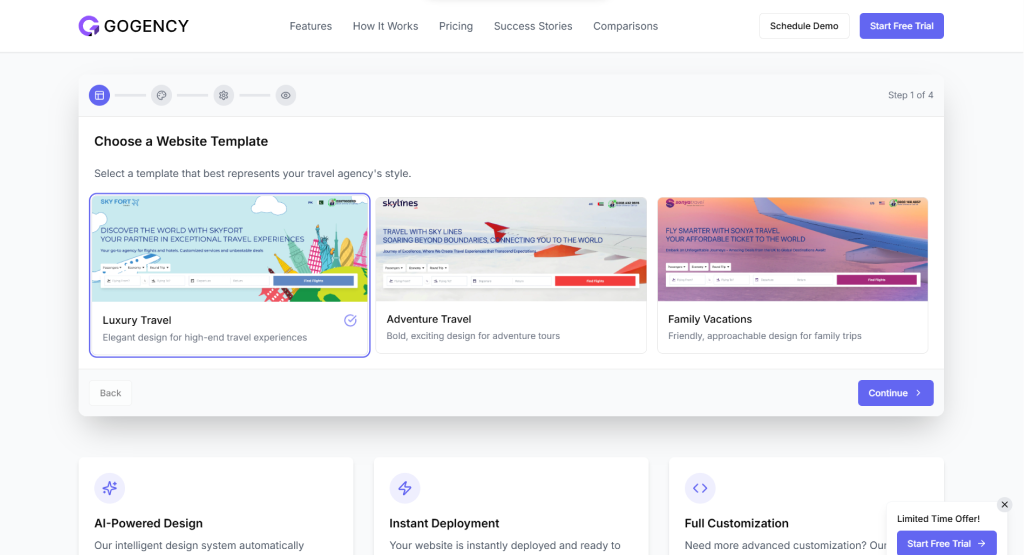 GOGENCY
Features
How It Works
Pricing
Success Stories
Comparisons
Schedule Demo
Start Free Trial
Step 1 of 4
Choose a Website Template
Select a template that best represents your travel agency's style.
SKY FORT
DISCOVER THE WORLD WITH SKYFORT
YOUR PARTNER IN EXCEPTIONAL TRAVEL EXPERIENCES
Find Flights
Luxury Travel
Elegant design for high-end travel experiences
skylines
TRAVEL WITH SKY LINES
SOARING BEYOND BOUNDARIES, CONNECTING YOU TO THE WORLD
Find Flights
Adventure Travel
Bold, exciting design for adventure tours
sonya travel
FLY SMARTER WITH SONYA TRAVEL
YOUR AFFORDABLE TICKET TO THE WORLD
Find Flights
Family Vacations
Friendly, approachable design for family trips
Back
Continue
AI-Powered Design
Our intelligent design system automatically
Instant Deployment
Your website is instantly deployed and ready to
Full Customization
Need more advanced customization? Our
Limited Time Offer!
Start Free Trial